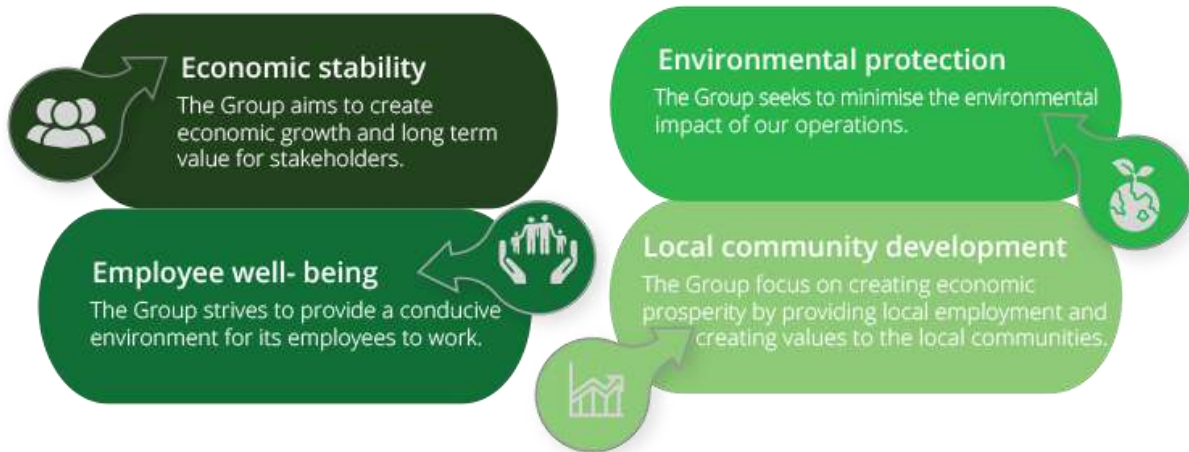 Economic stability
The Group aims to create
economic growth and long term
value for stakeholders.
Employee well- being
The Group strives to provide a conducive
environment for its employees to work.
Environmental protection
The Group seeks to minimise the environmental
impact of our operations.
Local community development
The Group focus on creating economic
prosperity by providing local employment and
creating values to the local communities.